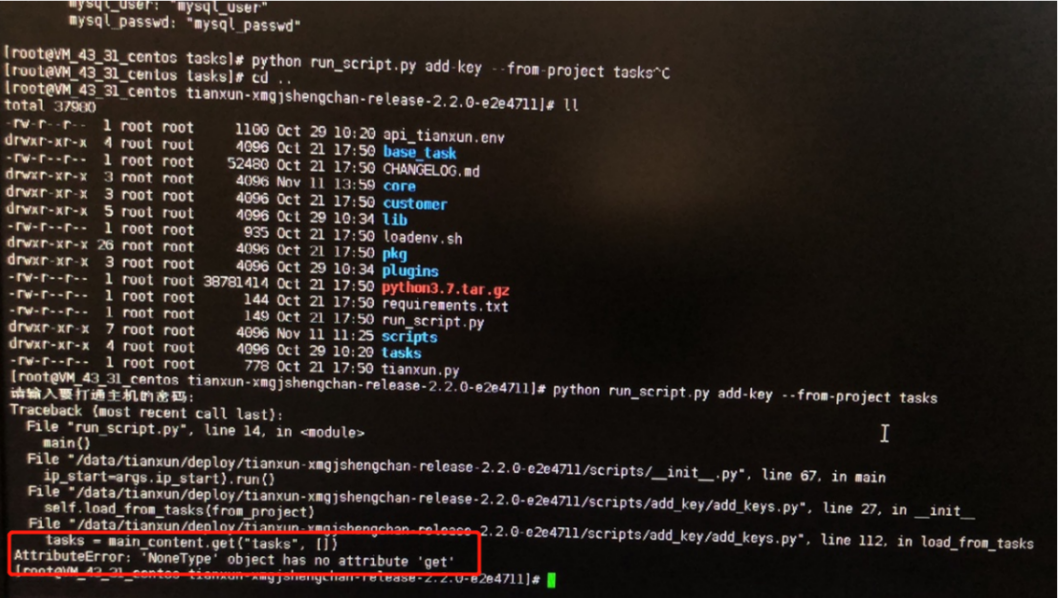 mysql_user: "mysql_user"
mysql_passwd: "mysql_passwd"
[root@VM_43_31_centos tasks]# python run_script.py add-key --from-project tasks^C
[root@VM_43_31_centos tasks]# cd ..
[root@VM_43_31_centos tianxun-xmgjshengchan-release-2.2.0-e2e4711]# ll
total 37980
-rw-r--r-- 1 root root 1100 Oct 29 10:20 api_tianxun.env
drwxr-xr-x 4 root root 4096 Oct 21 17:50 base_task
-rw-r--r-- 1 root root 52480 Oct 21 17:50 CHANGELOG.md
drwxr-xr-x 3 root root 4096 Nov 11 13:59 core
drwxr-xr-x 3 root root 4096 Oct 21 17:50 customer
drwxr-xr-x 5 root root 4096 Oct 29 10:34 lib
-rw-r--r-- 1 root root 935 Oct 21 17:50 loadenv.sh
drwxr-xr-x 26 root root 4096 Oct 21 17:50 pkg
drwxr-xr-x 3 root root 4096 Oct 29 10:34 plugins
-rw-r--r-- 1 root root 38781414 Oct 21 17:50 python3.7.tar.gz
-rw-r--r-- 1 root root 144 Oct 21 17:50 requirements.txt
-rw-r--r-- 1 root root 149 Oct 21 17:50 run_script.py
drwxr-xr-x 7 root root 4096 Nov 11 11:25 scripts
drwxr-xr-x 4 root root 4096 Oct 29 10:20 tasks
-rw-r--r-- 1 root root 778 Oct 21 17:50 tianxun.py
[root@VM_43_31_centos tianxun-xmgjshengchan-release-2.2.0-e2e4711]# python run_script.py add-key --from-project tasks
请输入要打通主机的密码:
Traceback (most recent call last):
File "run_script.py", line 14, in <module>
main()
File "/data/tianxun/deploy/tianxun-xmgjshengchan-release-2.2.0-e2e4711/scripts/__init__.py", line 67, in main
ip_start=args.ip_start).run()
File "/data/tianxun/deploy/tianxun-xmgjshengchan-release-2.2.0-e2e4711/scripts/add_key/add_keys.py", line 27, in __init__
self.load_from_tasks(from_project)
File "/data/tianxun/deploy/tianxun-xmgjshengchan-release-2.2.0-e2e4711/scripts/add_key/add_keys.py", line 112, in load_from_tasks
tasks = main_content.get("tasks", [])
AttributeError: 'NoneType' object has no attribute 'get'
[root@VM_43_31_centos tianxun-xmgjshengchan-release-2.2.0-e2e4711]#